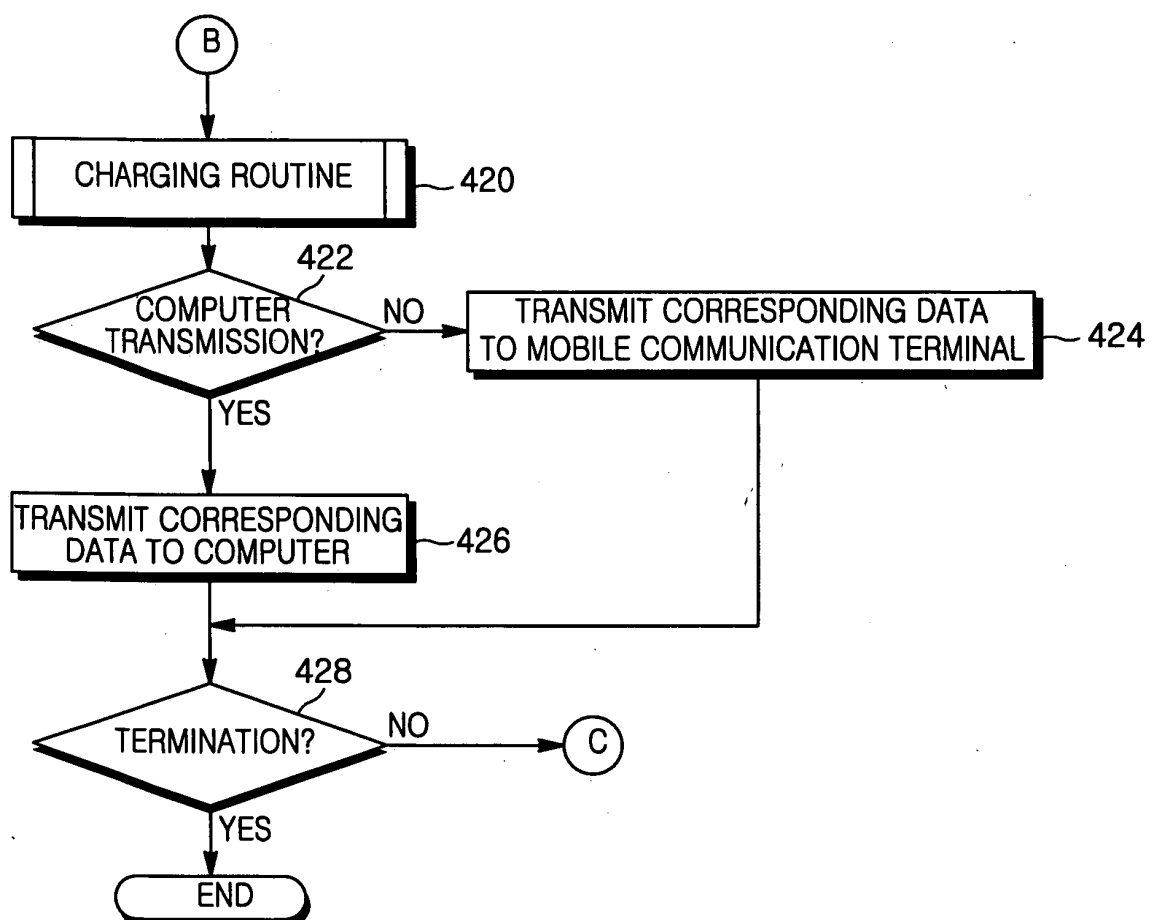 B
CHARGING ROUTINE
420
422
COMPUTER
TRANSMISSION?
NO
TRANSMIT CORRESPONDING DATA
TO MOBILE COMMUNICATION TERMINAL
424
YES
TRANSMIT CORRESPONDING
DATA TO COMPUTER
426
428
TERMINATION?
NO
C
YES
END